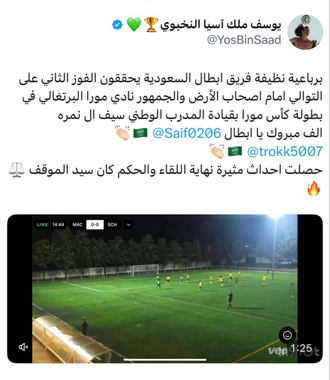 يوسف ملك آسيا النخبوي 🏆💚
@YosBinSaad
برباعية نظيفة فريق ابطال السعودية يحققون الفوز الثاني على
التوالي امام اصحاب الأرض والجمهور نادي مورا البرتغالي في
بطولة كأس مورا بقيادة المدرب الوطني سيف ال نمره
الف مبروك يا ابطال @Saif0206 🇸🇦 👏🏻
@trokk5007 🇸🇦 👏🏻
حصلت احداث مثيرة نهاية اللقاء والحكم كان سيد الموقف ⚖️
🔥
LIVE 14:44 MAC 0-0 SCH
1:25